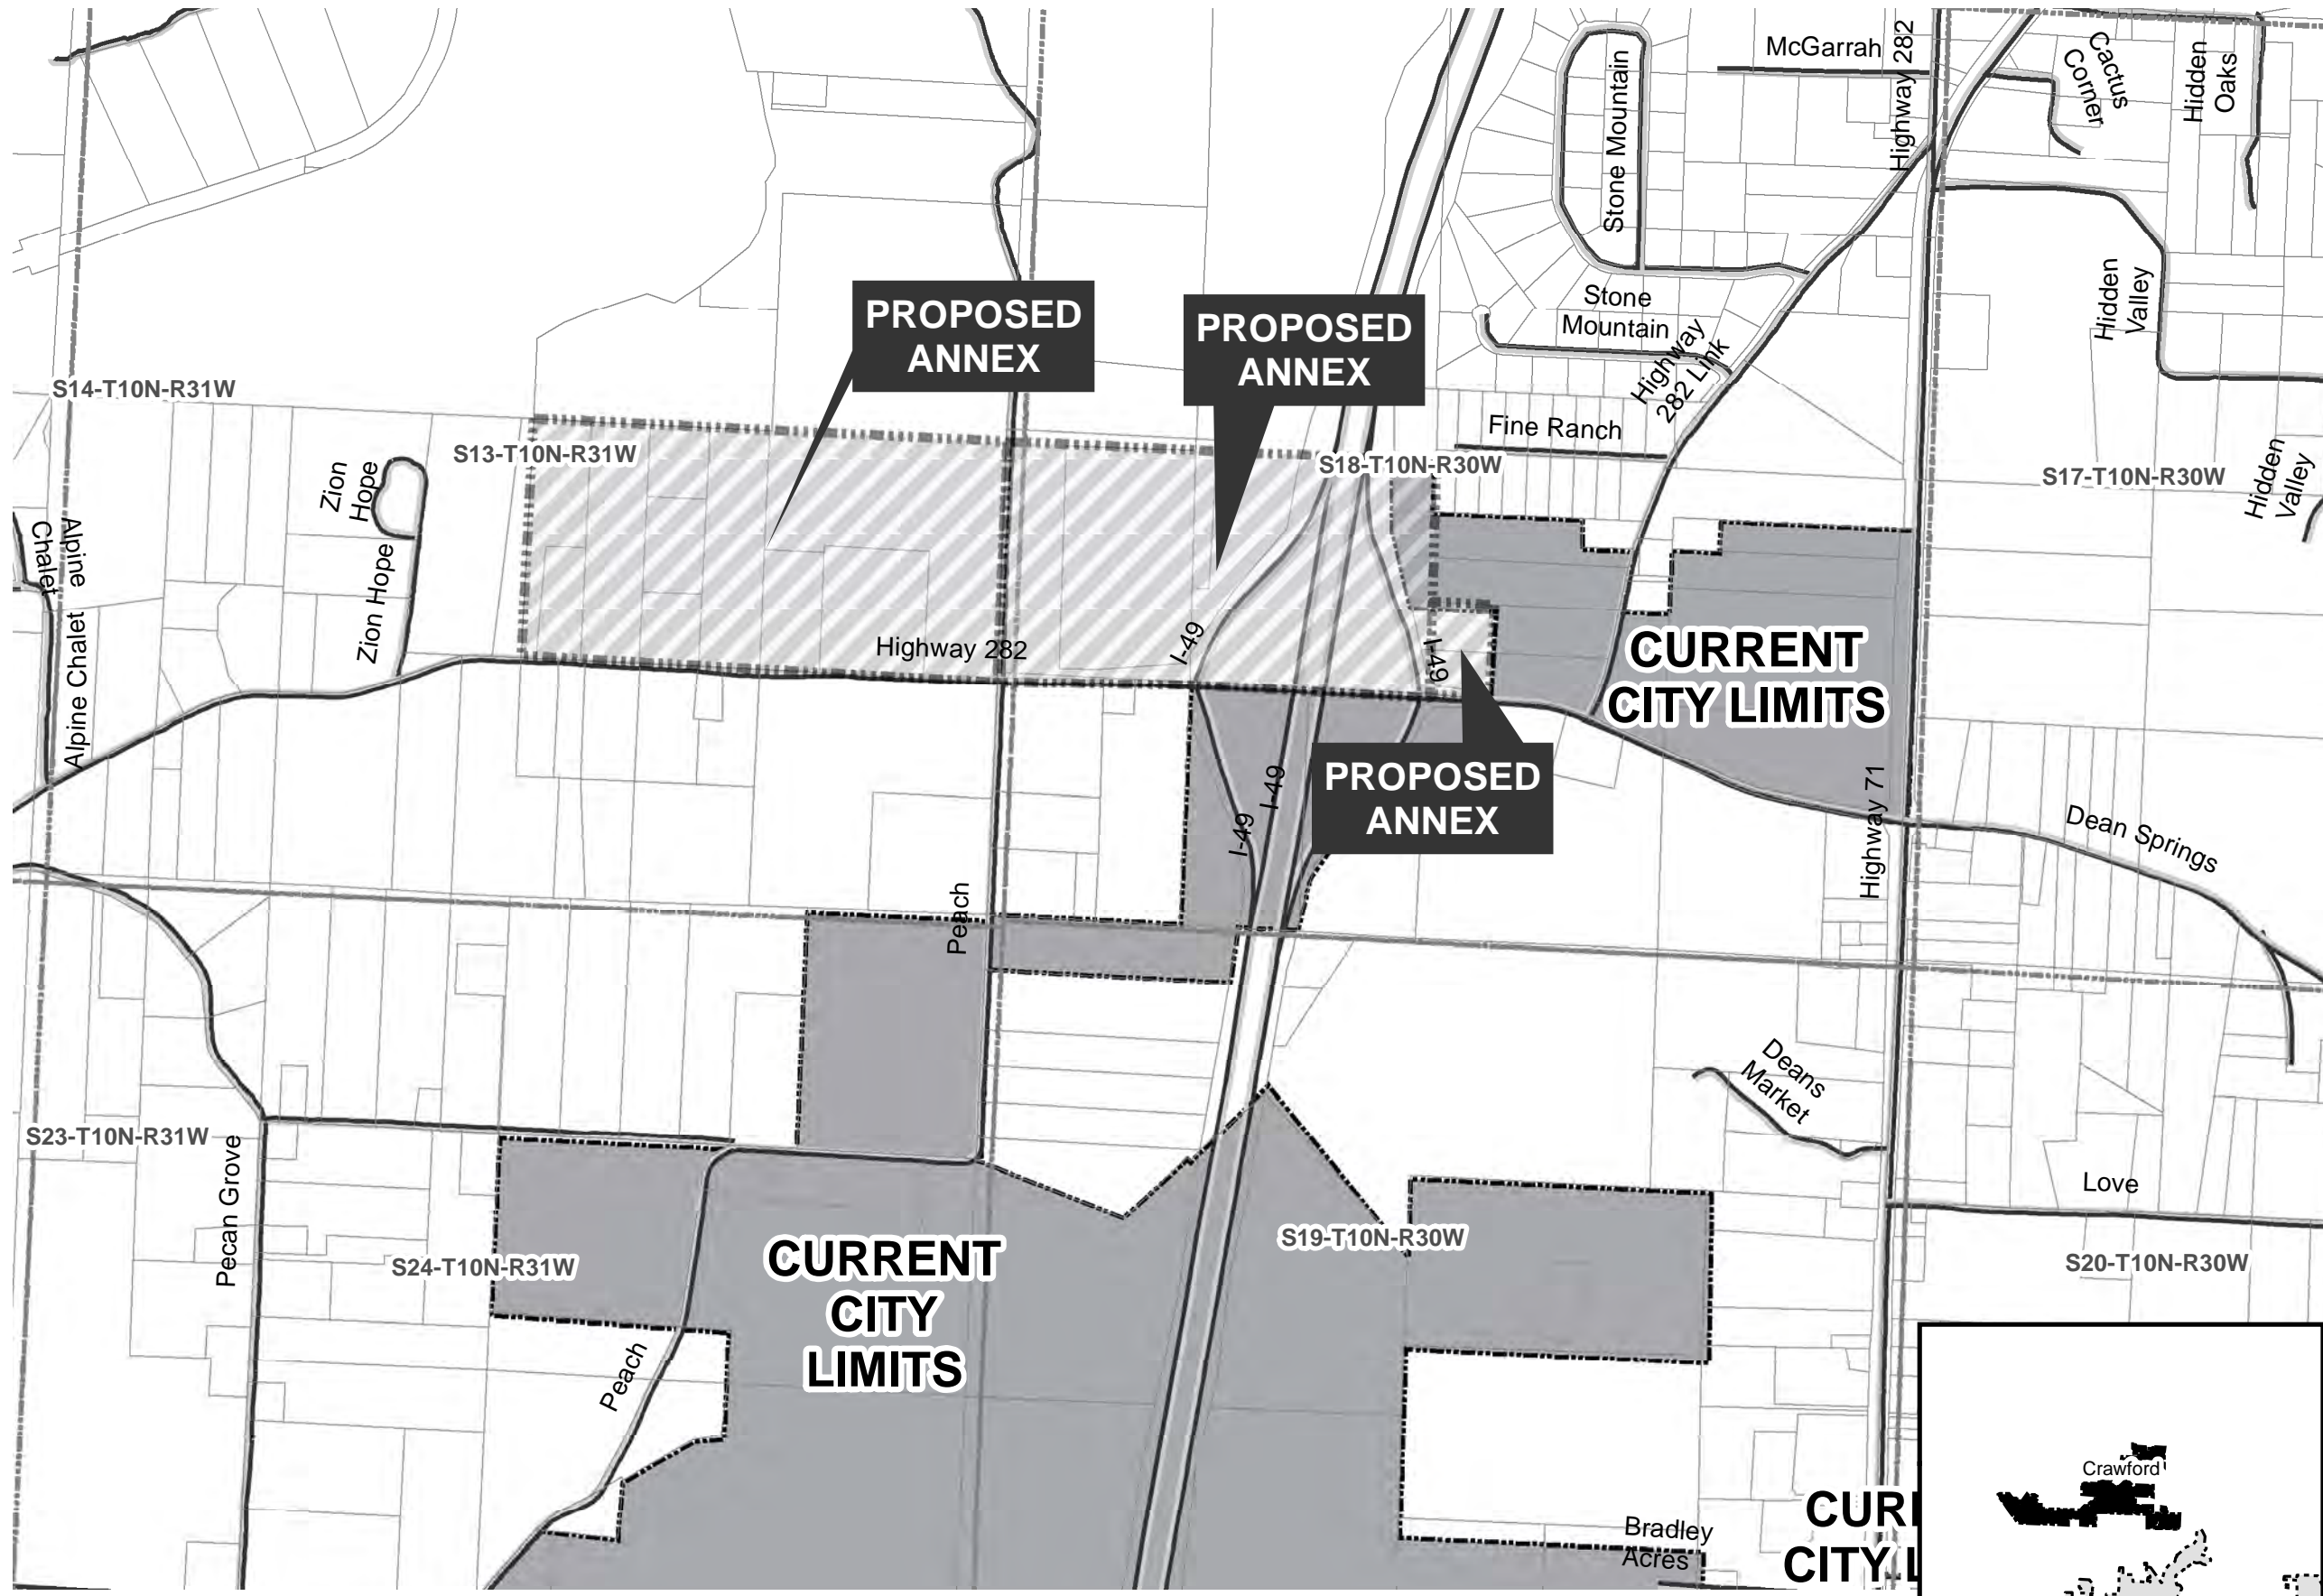 McGarrah
Highway 282
Cactus
Corner
Hidden
Oaks
Stone Mountain
Stone Mountain
Stone
Mountain
Highway
282 Link
Hidden
Valley
PROPOSED
ANNEX
PROPOSED
ANNEX
S14-T10N-R31W
S13-T10N-R31W
Fine Ranch
S18-T10N-R30W
S17-T10N-R30W
Hidden
Valley
Zion
Hope
Zion Hope
Alpine
Chalet
Alpine Chalet
Highway 282
I-49
I-49
CURRENT
CITY LIMITS
PROPOSED
ANNEX
I-49
I-49
Highway 71
Dean Springs
Peach
Deans
Market
S23-T10N-R31W
Pecan Grove
Love
S24-T10N-R31W
CURRENT
CITY
LIMITS
S19-T10N-R30W
S20-T10N-R30W
Peach
Crawford
Bradley
Acres
CUR
CITY L